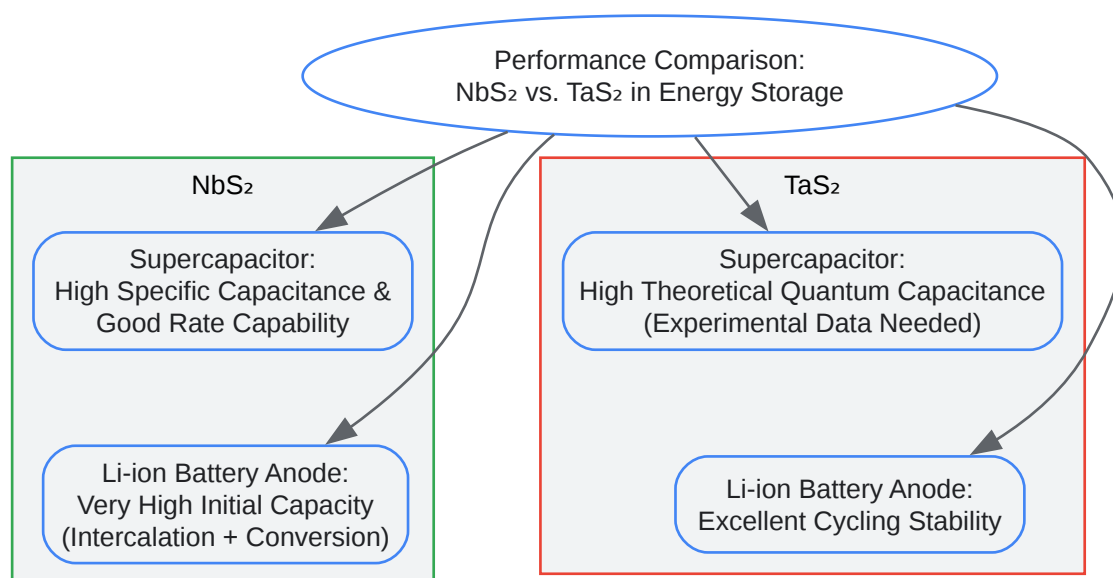 Performance Comparison:
NbS₂ vs. TaS₂ in Energy Storage
NbS₂
Supercapacitor:
High Specific Capacitance &
Good Rate Capability
Li-ion Battery Anode:
Very High Initial Capacity
(Intercalation + Conversion)
TaS₂
Supercapacitor:
High Theoretical Quantum Capacitance
(Experimental Data Needed)
Li-ion Battery Anode:
Excellent Cycling Stability